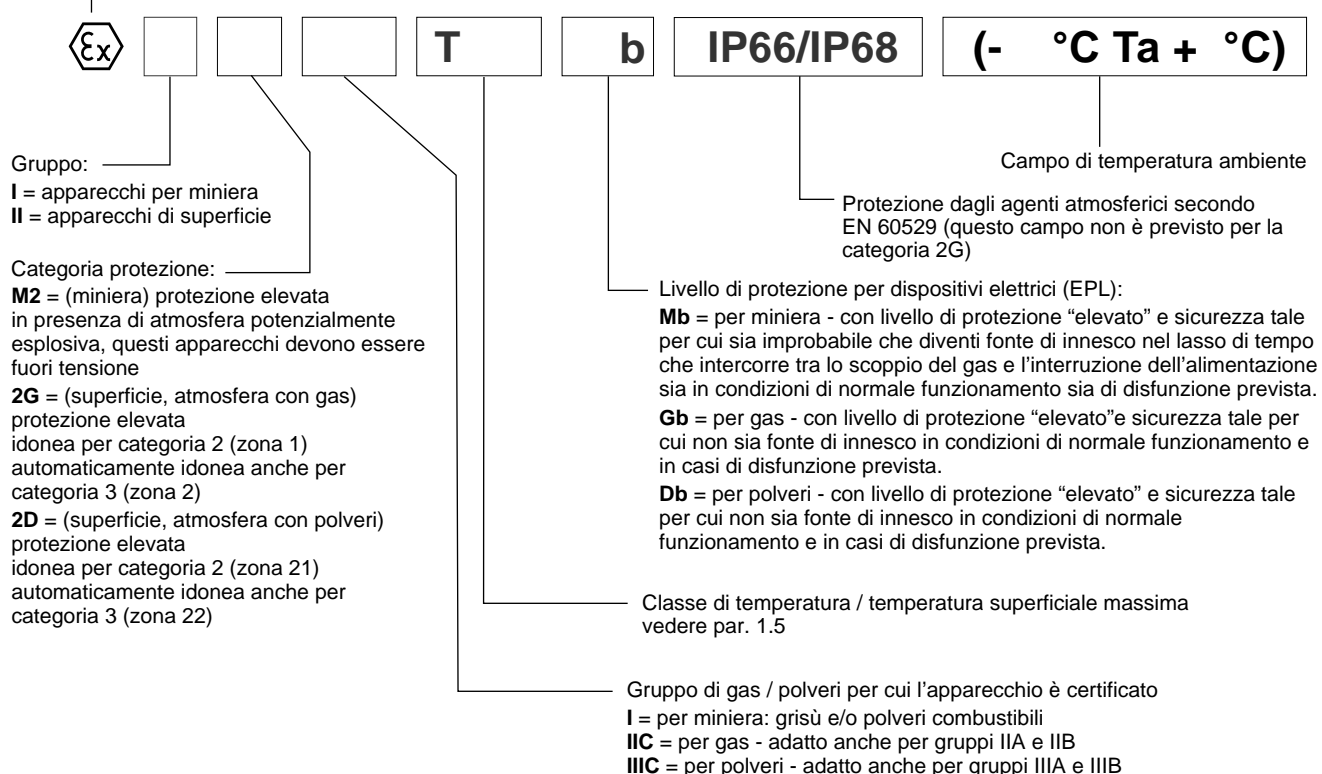 Ex T b IP66/IP68 (- °C Ta + °C)
Gruppo:
I = apparecchi per miniera
II = apparecchi di superficie
Categoria protezione:
M2 = (miniera) protezione elevata
in presenza di atmosfera potenzialmente
esplosiva, questi apparecchi devono essere
fuori tensione
2G = (superficie, atmosfera con gas)
protezione elevata
idonea per categoria 2 (zona 1)
automaticamente idonea anche per
categoria 3 (zona 2)
2D = (superficie, atmosfera con polveri)
protezione elevata
idonea per categoria 2 (zona 21)
automaticamente idonea anche per
categoria 3 (zona 22)
Campo di temperatura ambiente
Protezione dagli agenti atmosferici secondo
EN 60529 (questo campo non è previsto per la
categoria 2G)
Livello di protezione per dispositivi elettrici (EPL):
Mb = per miniera - con livello di protezione “elevato” e sicurezza tale
per cui sia improbabile che diventi fonte di innesco nel lasso di tempo
che intercorre tra lo scoppio del gas e l’interruzione dell’alimentazione
sia in condizioni di normale funzionamento sia di disfunzione prevista.
Gb = per gas - con livello di protezione “elevato”e sicurezza tale per
cui non sia fonte di innesco in condizioni di normale funzionamento e
in casi di disfunzione prevista.
Db = per polveri - con livello di protezione “elevato” e sicurezza tale
per cui non sia fonte di innesco in condizioni di normale
funzionamento e in casi di disfunzione prevista.
Classe di temperatura / temperatura superficiale massima
vedere par. 1.5
Gruppo di gas / polveri per cui l’apparecchio è certificato
I = per miniera: grisù e/o polveri combustibili
IIC = per gas - adatto anche per gruppi IIA e IIB
IIIC = per polveri - adatto anche per gruppi IIIA e IIIB